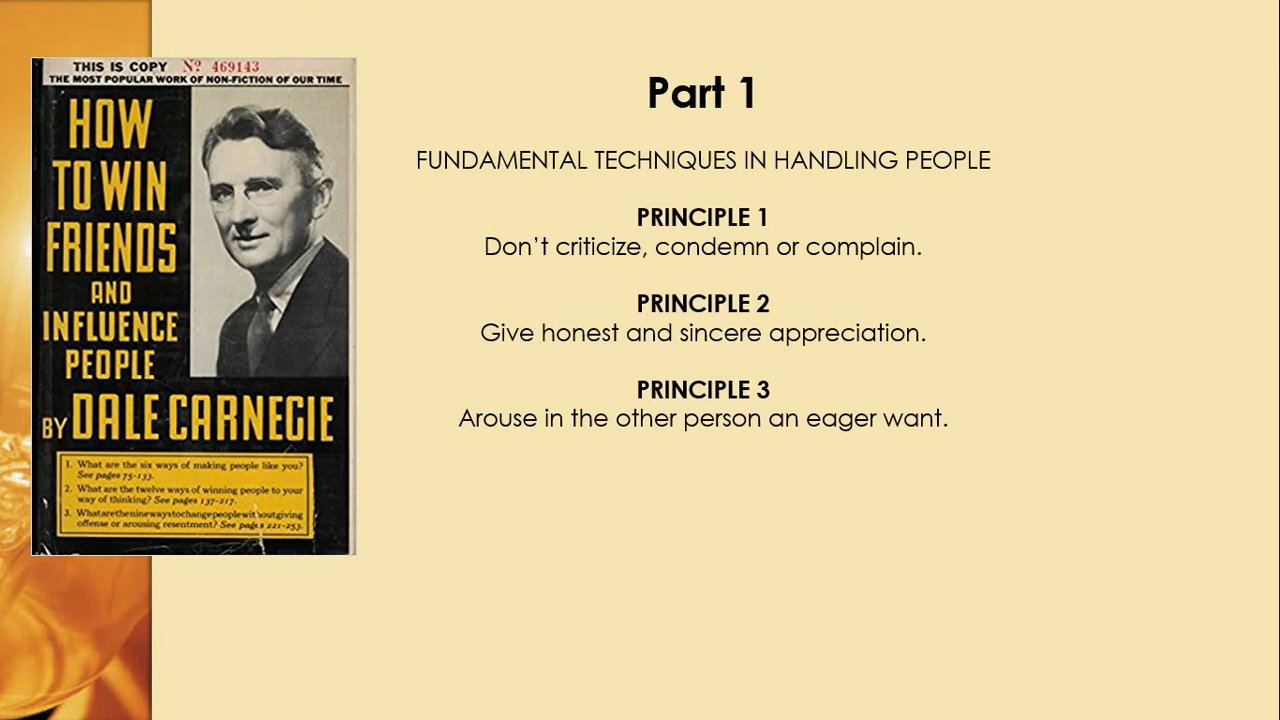 THIS IS COPY Nº 469143
THE MOST POPULAR WORK OF NON-FICTION OF OUR TIME
HOW
TO WIN
FRIENDS
AND
INFLUENCE
PEOPLE
BY DALE CARNEGIE
1. What are the six ways of making people like you?
See pages 75-133.
2. What are the twelve ways of winning people to your
way of thinking? See pages 137-217.
3. What are the nine ways to change people without giving
offense or arousing resentment? See pages 221-253.
Part 1
FUNDAMENTAL TECHNIQUES IN HANDLING PEOPLE
PRINCIPLE 1
Don’t criticize, condemn or complain.
PRINCIPLE 2
Give honest and sincere appreciation.
PRINCIPLE 3
Arouse in the other person an eager want.